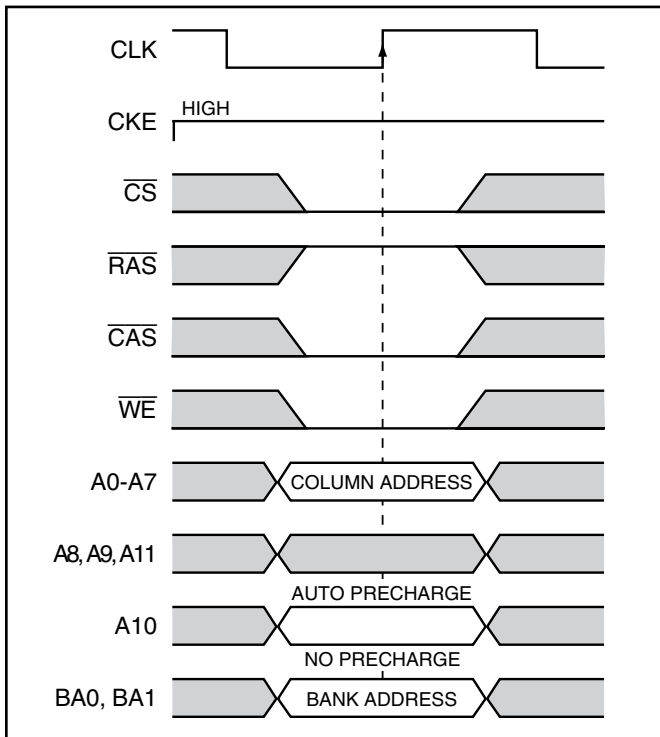 CLK
CKE HIGH
CS
RAS
CAS
WE
A0-A7 COLUMN ADDRESS
A8, A9, A11
AUTO PRECHARGE
A10
NO PRECHARGE
BA0, BA1 BANK ADDRESS